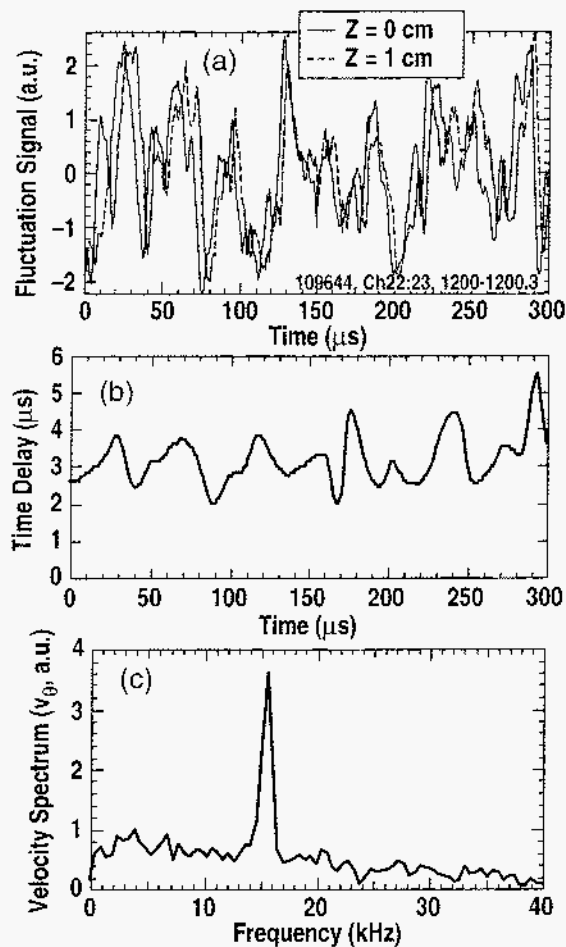 Z = 0 cm
Z = 1 cm
(a)
Fluctuation Signal (a.u.)
2
1
0
−1
−2
109644, Ch22:23, 1200-1200.3
0 50 100 150 200 250 300
Time (μs)
(b)
Time Delay (μs)
6
5
4
3
2
1
0
0 50 100 150 200 250 300
Time (μs)
(c)
Velocity Spectrum (vθ, a.u.)
4
3
2
1
0
0 10 20 30 40
Frequency (kHz)